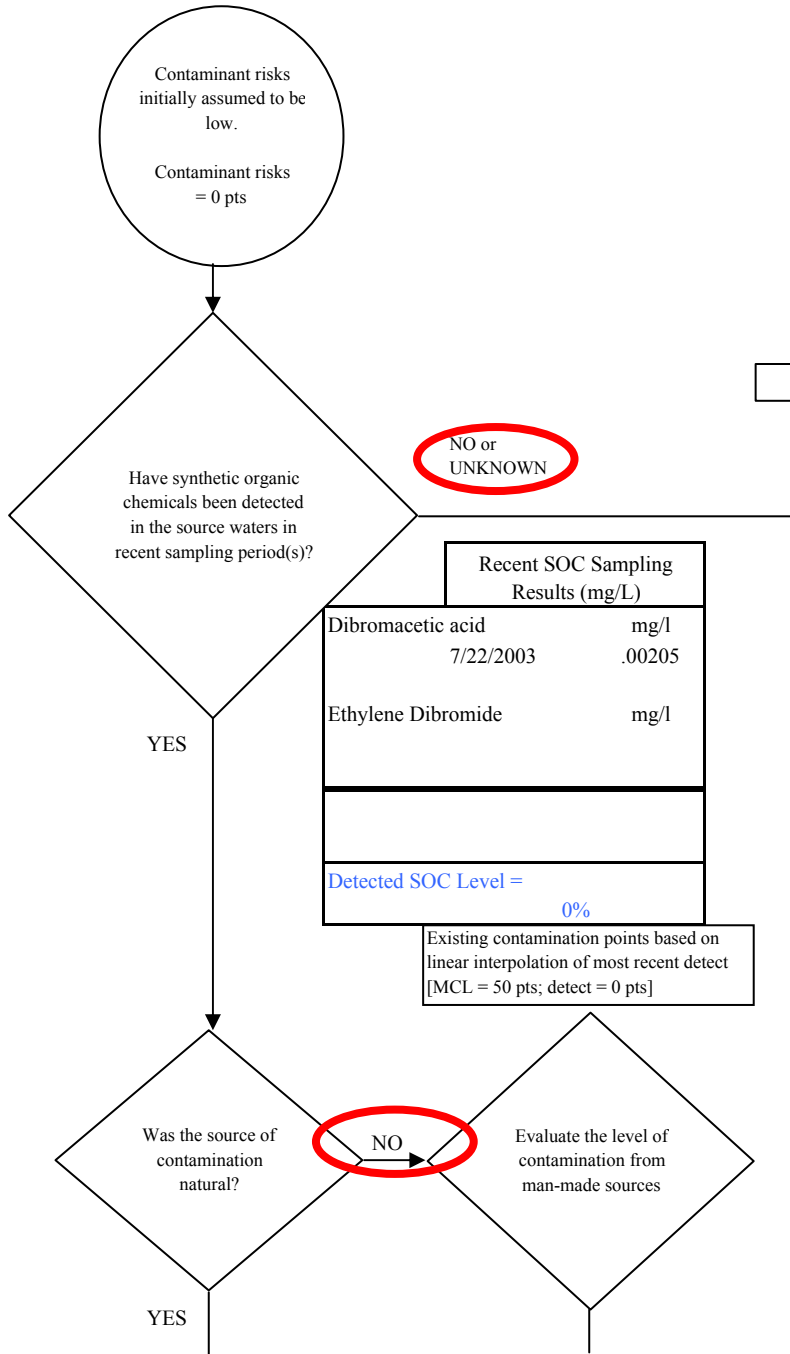 Contaminant risks
initially assumed to be
low.
Contaminant risks
= 0 pts
Have synthetic organic
chemicals been detected
in the source waters in
recent sampling period(s)?
NO or
UNKNOWN
Recent SOC Sampling
Results (mg/L)
Dibromacetic acid mg/l
7/22/2003 .00205
Ethylene Dibromide mg/l
YES
Detected SOC Level =
0%
Existing contamination points based on
linear interpolation of most recent detect
[MCL = 50 pts; detect = 0 pts]
Was the source of
contamination
natural?
NO
Evaluate the level of
contamination from
man-made sources
YES